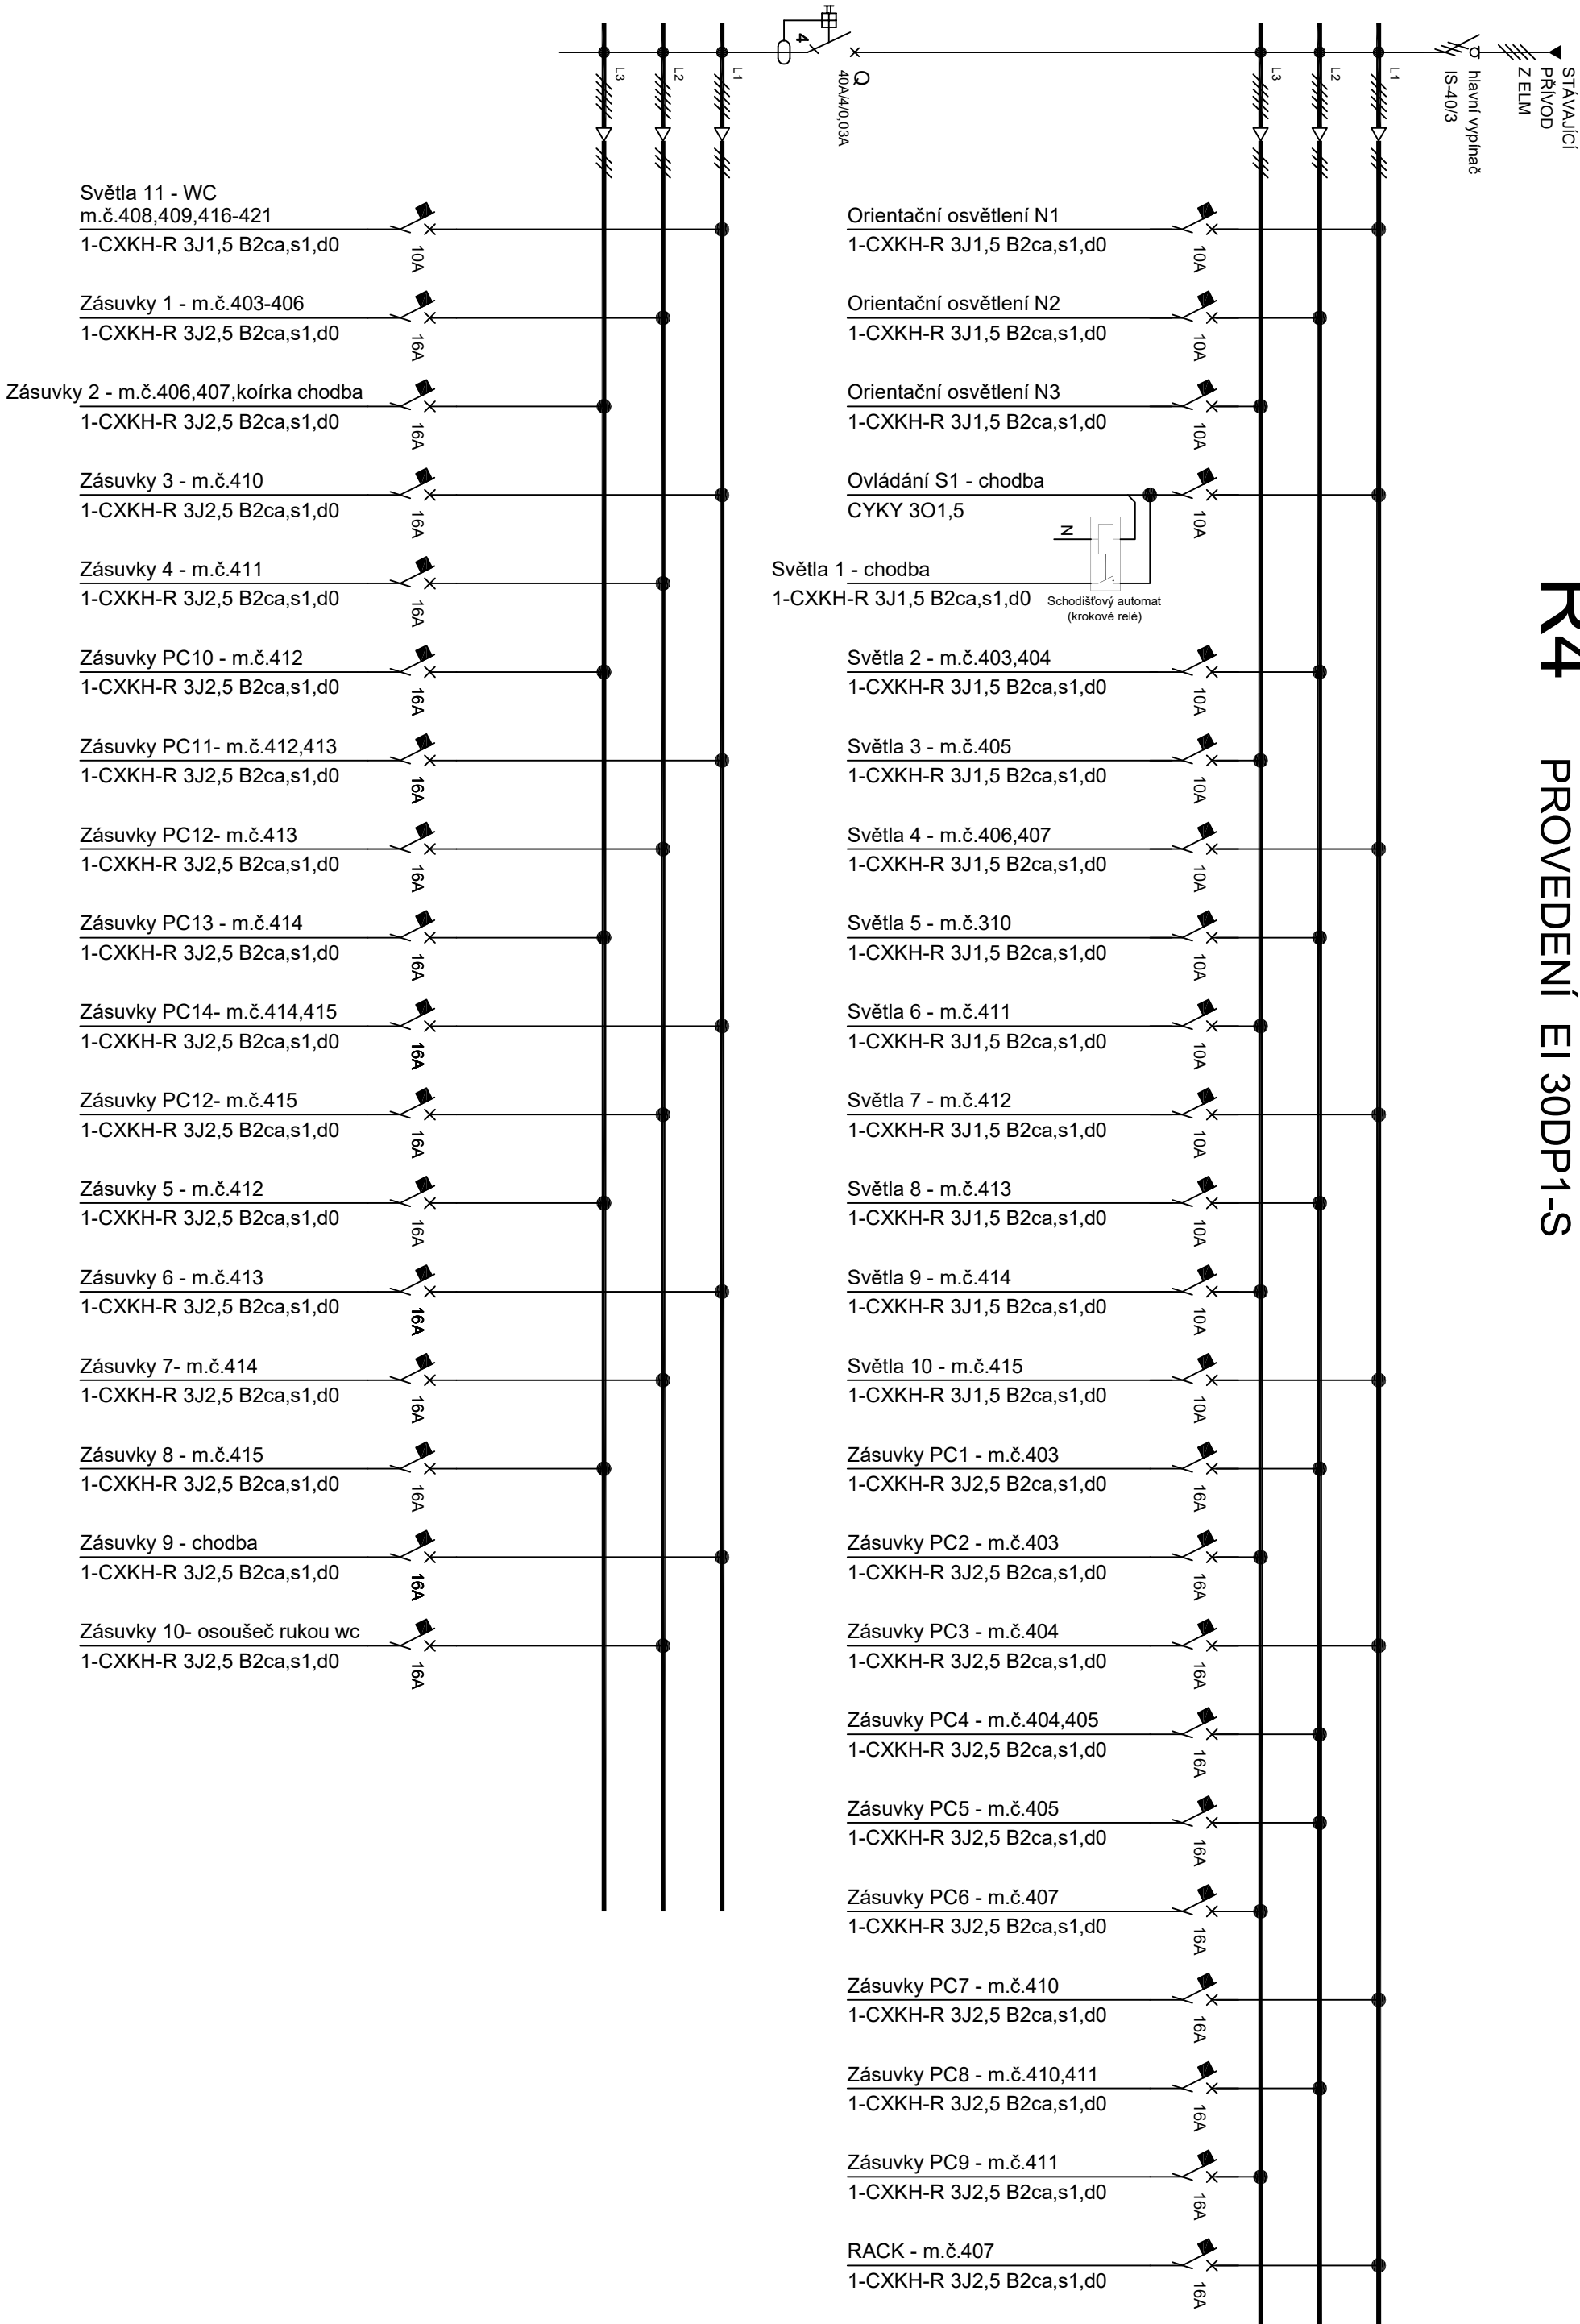 STÁVAJÍCÍ
PŘÍVOD
Z ELM
hlavní vypínač
IS-40/3
R4 PROVEDENÍ EI 30DP1-S
L1
L2
L3
Q
40A/4/0,03A
4
L1
L2
L3
Světla 11 - WC
m.č.408,409,416-421
1-CXKH-R 3J1,5 B2ca,s1,d0
10A
Zásuvky 1 - m.č.403-406
1-CXKH-R 3J2,5 B2ca,s1,d0
16A
Zásuvky 2 - m.č.406,407,koírka chodba
1-CXKH-R 3J2,5 B2ca,s1,d0
16A
Zásuvky 3 - m.č.410
1-CXKH-R 3J2,5 B2ca,s1,d0
16A
Zásuvky 4 - m.č.411
1-CXKH-R 3J2,5 B2ca,s1,d0
16A
Zásuvky PC10 - m.č.412
1-CXKH-R 3J2,5 B2ca,s1,d0
16A
Zásuvky PC11- m.č.412,413
1-CXKH-R 3J2,5 B2ca,s1,d0
16A
Zásuvky PC12- m.č.413
1-CXKH-R 3J2,5 B2ca,s1,d0
16A
Zásuvky PC13 - m.č.414
1-CXKH-R 3J2,5 B2ca,s1,d0
16A
Zásuvky PC14- m.č.414,415
1-CXKH-R 3J2,5 B2ca,s1,d0
16A
Zásuvky PC12- m.č.415
1-CXKH-R 3J2,5 B2ca,s1,d0
16A
Zásuvky 5 - m.č.412
1-CXKH-R 3J2,5 B2ca,s1,d0
16A
Zásuvky 6 - m.č.413
1-CXKH-R 3J2,5 B2ca,s1,d0
16A
Zásuvky 7- m.č.414
1-CXKH-R 3J2,5 B2ca,s1,d0
16A
Zásuvky 8 - m.č.415
1-CXKH-R 3J2,5 B2ca,s1,d0
16A
Zásuvky 9 - chodba
1-CXKH-R 3J2,5 B2ca,s1,d0
16A
Zásuvky 10- osoušeč rukou wc
1-CXKH-R 3J2,5 B2ca,s1,d0
16A
Orientační osvětlení N1
1-CXKH-R 3J1,5 B2ca,s1,d0
10A
Orientační osvětlení N2
1-CXKH-R 3J1,5 B2ca,s1,d0
10A
Orientační osvětlení N3
1-CXKH-R 3J1,5 B2ca,s1,d0
10A
Ovládání S1 - chodba
CYKY 3O1,5
10A
N
Světla 1 - chodba
1-CXKH-R 3J1,5 B2ca,s1,d0
Schodišťový automat
(krokové relé)
Světla 2 - m.č.403,404
1-CXKH-R 3J1,5 B2ca,s1,d0
10A
Světla 3 - m.č.405
1-CXKH-R 3J1,5 B2ca,s1,d0
10A
Světla 4 - m.č.406,407
1-CXKH-R 3J1,5 B2ca,s1,d0
10A
Světla 5 - m.č.310
1-CXKH-R 3J1,5 B2ca,s1,d0
10A
Světla 6 - m.č.411
1-CXKH-R 3J1,5 B2ca,s1,d0
10A
Světla 7 - m.č.412
1-CXKH-R 3J1,5 B2ca,s1,d0
10A
Světla 8 - m.č.413
1-CXKH-R 3J1,5 B2ca,s1,d0
10A
Světla 9 - m.č.414
1-CXKH-R 3J1,5 B2ca,s1,d0
10A
Světla 10 - m.č.415
1-CXKH-R 3J1,5 B2ca,s1,d0
10A
Zásuvky PC1 - m.č.403
1-CXKH-R 3J2,5 B2ca,s1,d0
16A
Zásuvky PC2 - m.č.403
1-CXKH-R 3J2,5 B2ca,s1,d0
16A
Zásuvky PC3 - m.č.404
1-CXKH-R 3J2,5 B2ca,s1,d0
16A
Zásuvky PC4 - m.č.404,405
1-CXKH-R 3J2,5 B2ca,s1,d0
16A
Zásuvky PC5 - m.č.405
1-CXKH-R 3J2,5 B2ca,s1,d0
16A
Zásuvky PC6 - m.č.407
1-CXKH-R 3J2,5 B2ca,s1,d0
16A
Zásuvky PC7 - m.č.410
1-CXKH-R 3J2,5 B2ca,s1,d0
16A
Zásuvky PC8 - m.č.410,411
1-CXKH-R 3J2,5 B2ca,s1,d0
16A
Zásuvky PC9 - m.č.411
1-CXKH-R 3J2,5 B2ca,s1,d0
16A
RACK - m.č.407
1-CXKH-R 3J2,5 B2ca,s1,d0
16A